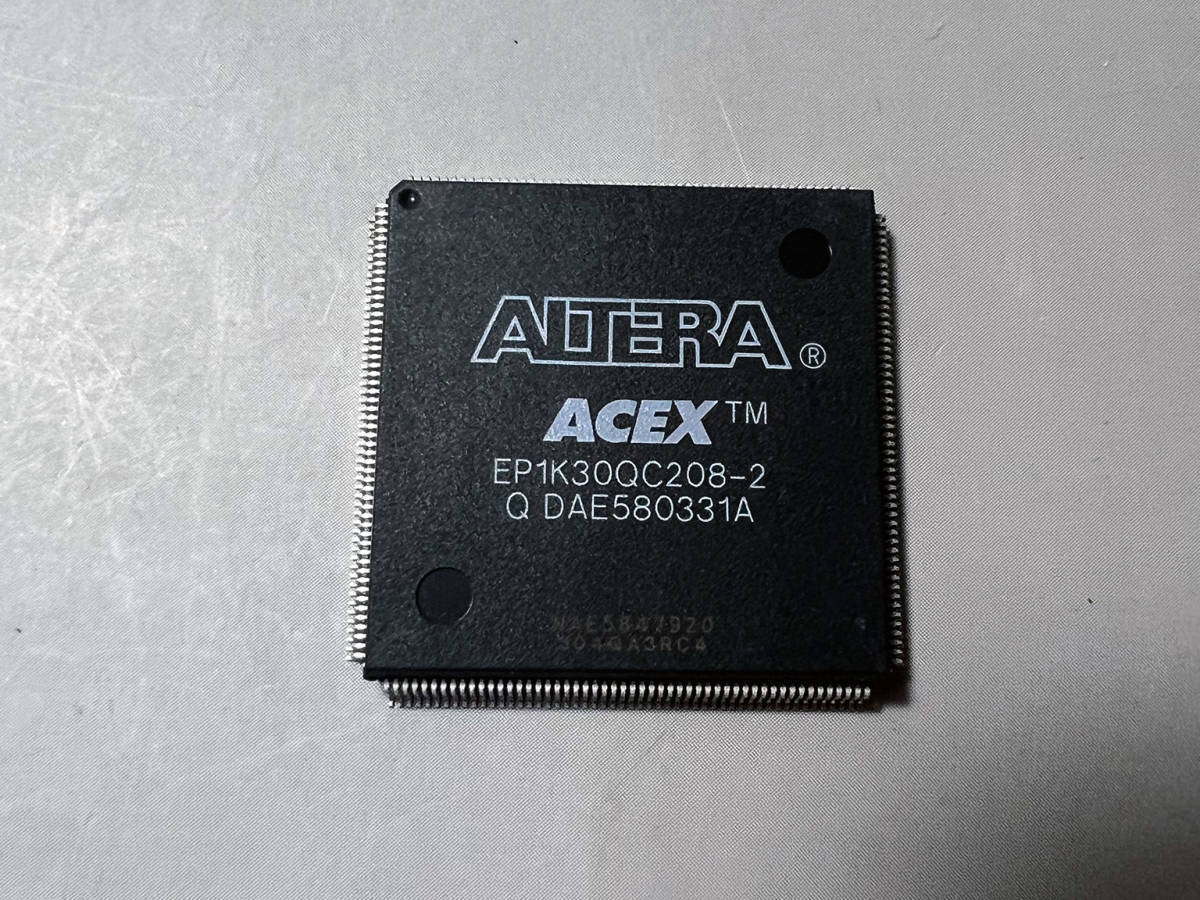 ALTERA®
ACEX™
EP1K30QC208-2
Q DAE580331A